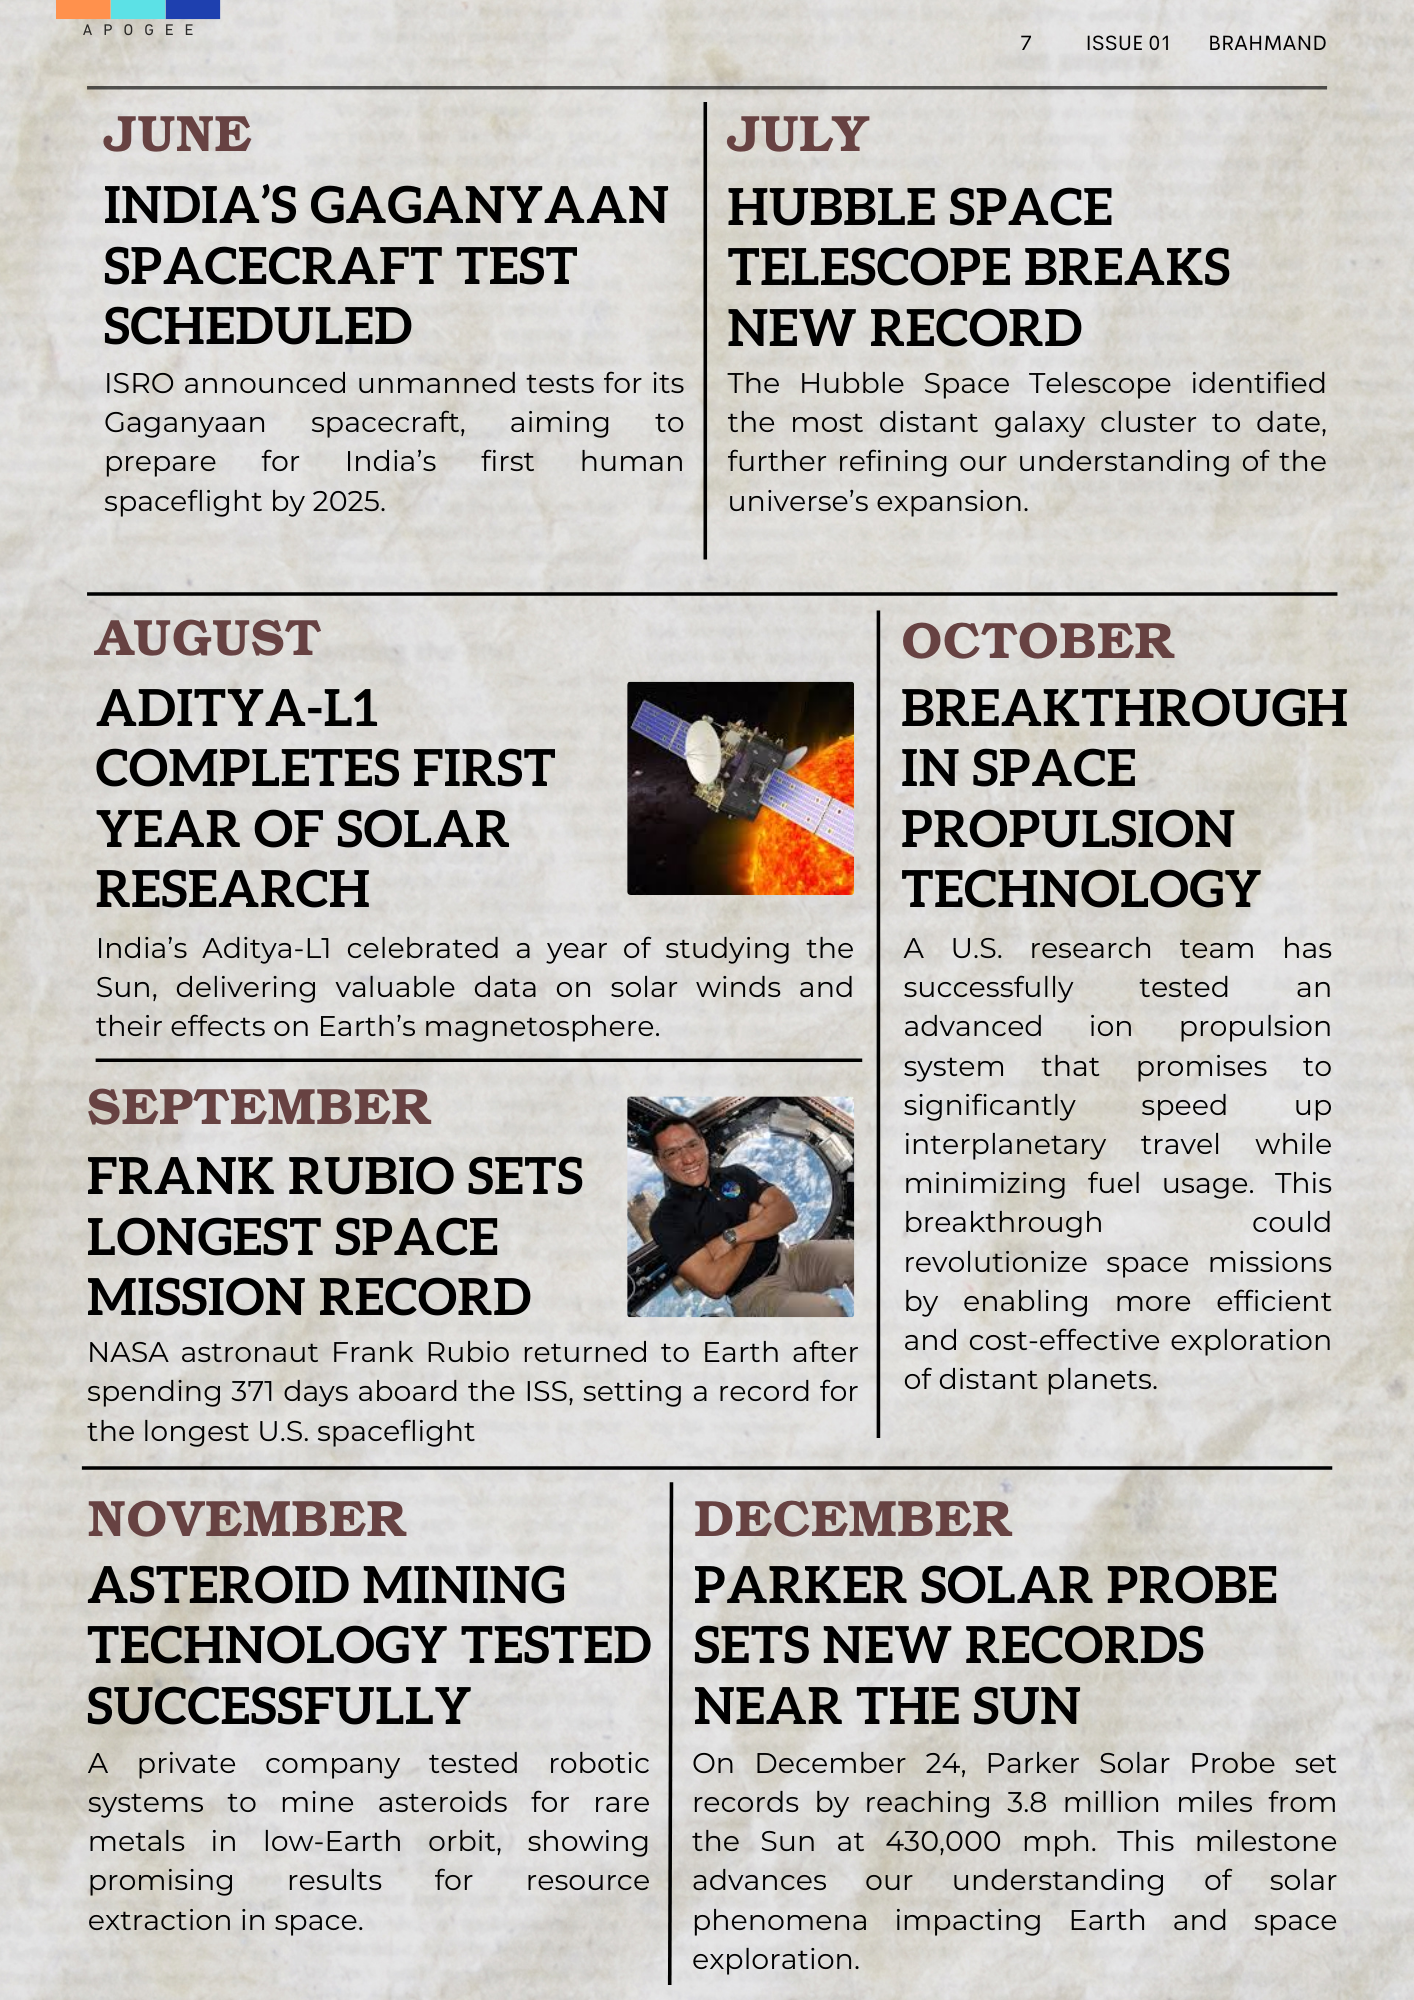 APOGEE
7 ISSUE 01 BRAHMAND
JUNE
INDIA’S GAGANYAAN
SPACECRAFT TEST
SCHEDULED
ISRO announced unmanned tests for its
Gaganyaan spacecraft, aiming to
prepare for India’s first human
spaceflight by 2025.
JULY
HUBBLE SPACE
TELESCOPE BREAKS
NEW RECORD
The Hubble Space Telescope identified
the most distant galaxy cluster to date,
further refining our understanding of the
universe’s expansion.
AUGUST
ADITYA-L1
COMPLETES FIRST
YEAR OF SOLAR
RESEARCH
India’s Aditya-L1 celebrated a year of studying the
Sun, delivering valuable data on solar winds and
their effects on Earth’s magnetosphere.
SEPTEMBER
FRANK RUBIO SETS
LONGEST SPACE
MISSION RECORD
NASA astronaut Frank Rubio returned to Earth after
spending 371 days aboard the ISS, setting a record for
the longest U.S. spaceflight
OCTOBER
BREAKTHROUGH
IN SPACE
PROPULSION
TECHNOLOGY
A U.S. research team has
successfully tested an
advanced ion propulsion
system that promises to
significantly speed up
interplanetary travel while
minimizing fuel usage. This
breakthrough could
revolutionize space missions
by enabling more efficient
and cost-effective exploration
of distant planets.
NOVEMBER
ASTEROID MINING
TECHNOLOGY TESTED
SUCCESSFULLY
A private company tested robotic
systems to mine asteroids for rare
metals in low-Earth orbit, showing
promising results for resource
extraction in space.
DECEMBER
PARKER SOLAR PROBE
SETS NEW RECORDS
NEAR THE SUN
On December 24, Parker Solar Probe set
records by reaching 3.8 million miles from
the Sun at 430,000 mph. This milestone
advances our understanding of solar
phenomena impacting Earth and space
exploration.